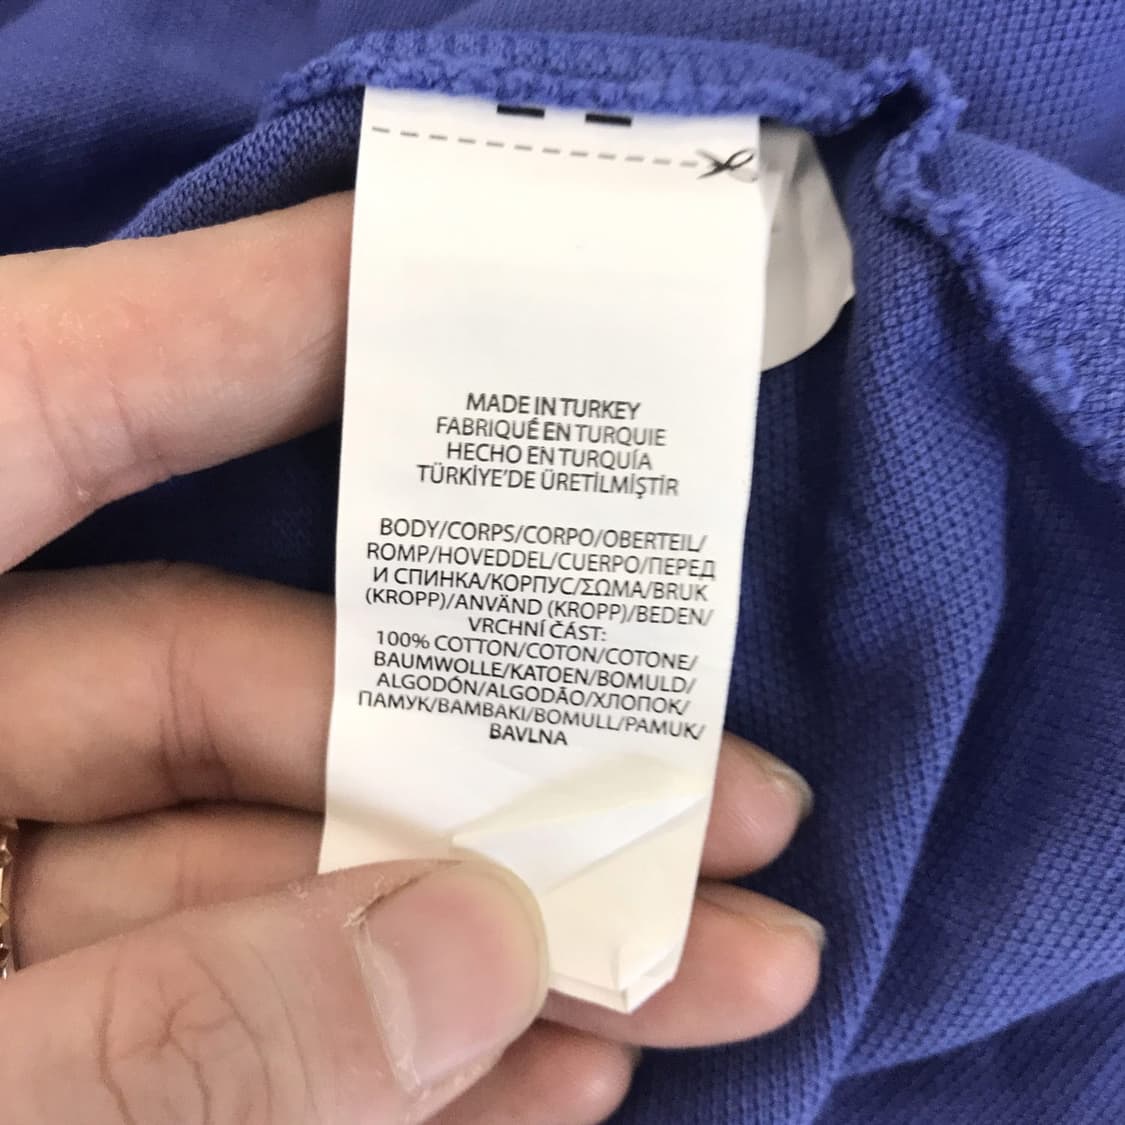 MADE IN TURKEY
FABRIQUÉ EN TURQUIE
HECHO EN TURQUÍA
TÜRKİYE'DE ÜRETİLMİŞTİR
BODY/CORPS/CORPO/OBERTEIL/
ROMP/HOVEDDEL/CUERPO/ПЕРЕД
И СПИНКА/КОРПУС/ΣΩΜΑ/BRUK
(KROPP)/ANVÄND (KROPP)/BEDEN/
VRCHNÍ ČÁST:
100% COTTON/COTON/COTONE/
BAUMWOLLE/KATOEN/BOMULD/
ALGODÓN/ALGODÃO/ХЛОПОК/
ПАМУК/ΒΑΜΒΑΚΙ/BOMULL/PAMUK/
BAVLNA